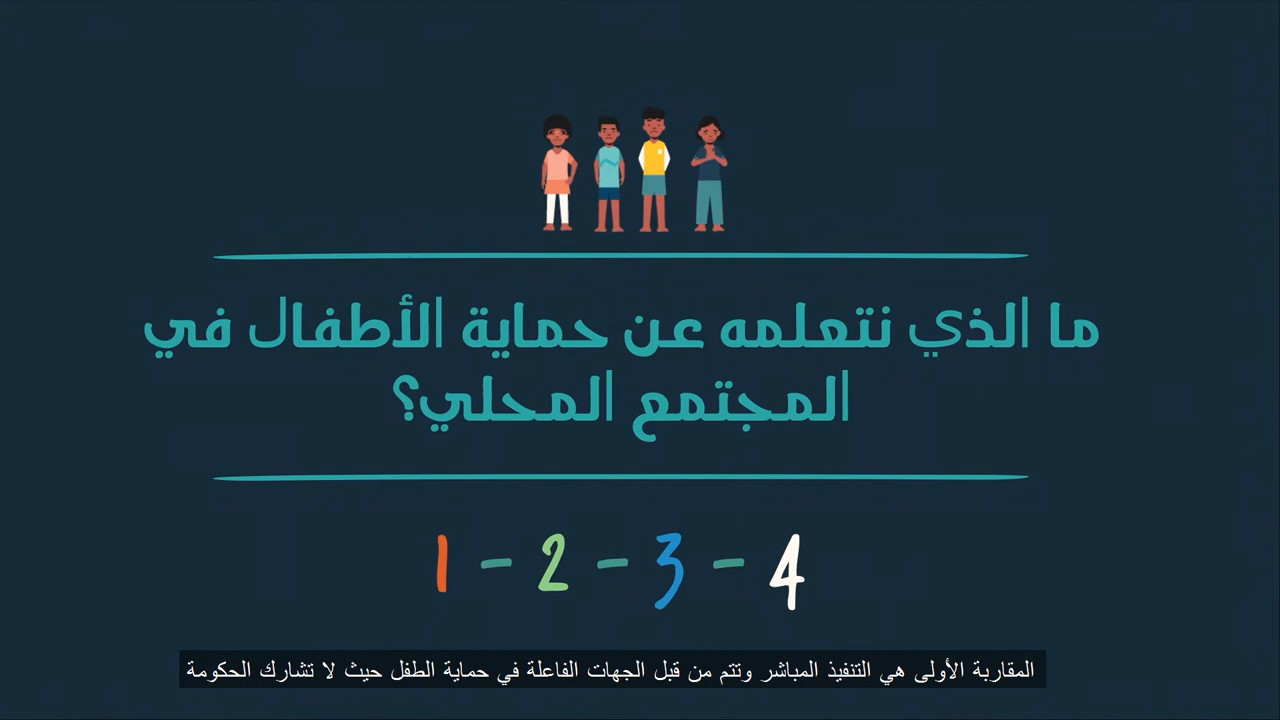 ما الذي نتعلمه عن حماية الأطفال في
المجتمع المحلي؟
1 - 2 - 3 - 4
المقاربة الأولى هي التنفيذ المباشر وتتم من قبل الجهات الفاعلة في حماية الطفل حيث لا تشارك الحكومة